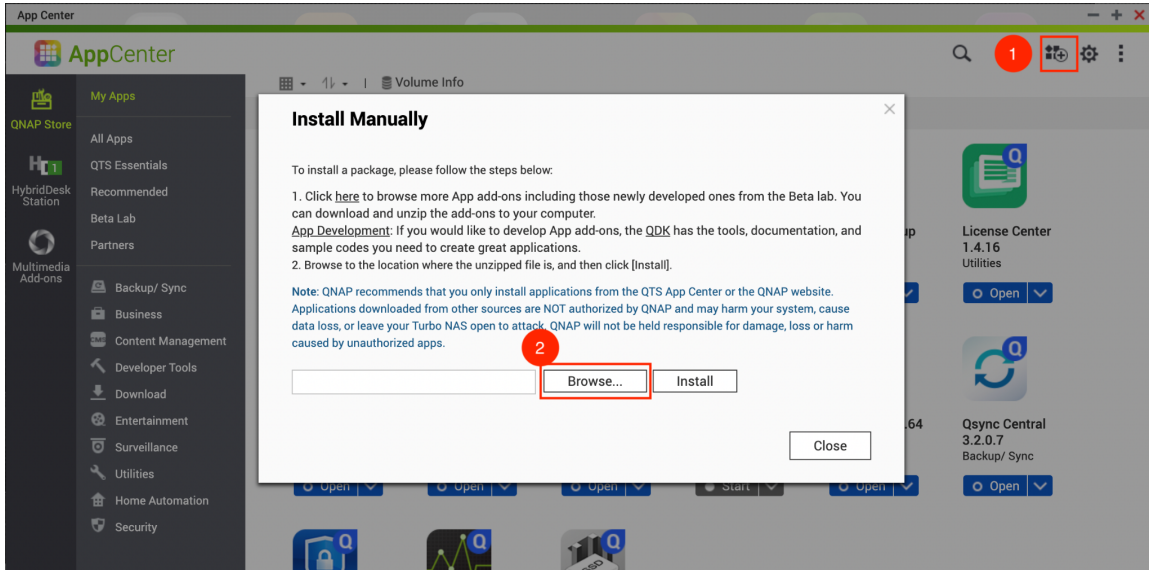 App Center
AppCenter
1
Volume Info
QNAP Store
HybridDesk
Station
Multimedia
Add-ons
My Apps
All Apps
QTS Essentials
Recommended
Beta Lab
Partners
Backup/ Sync
Business
Content Management
Developer Tools
Download
Entertainment
Surveillance
Utilities
Home Automation
Security
Install Manually
To install a package, please follow the steps below:
1. Click here to browse more App add-ons including those newly developed ones from the Beta lab. You
can download and unzip the add-ons to your computer.
App Development: If you would like to develop App add-ons, the QDK has the tools, documentation, and
sample codes you need to create great applications.
2. Browse to the location where the unzipped file is, and then click [Install].
Note: QNAP recommends that you only install applications from the QTS App Center or the QNAP website.
Applications downloaded from other sources are NOT authorized by QNAP and may harm your system, cause
data loss, or leave your Turbo NAS open to attack. QNAP will not be held responsible for damage, loss or harm
caused by unauthorized apps.
2
Browse... Install
Close
up
License Center
1.4.16
Utilities
Open
.64
Qsync Central
3.2.0.7
Backup/ Sync
Open Open Open Start Open Open
Q Q Q
SSD